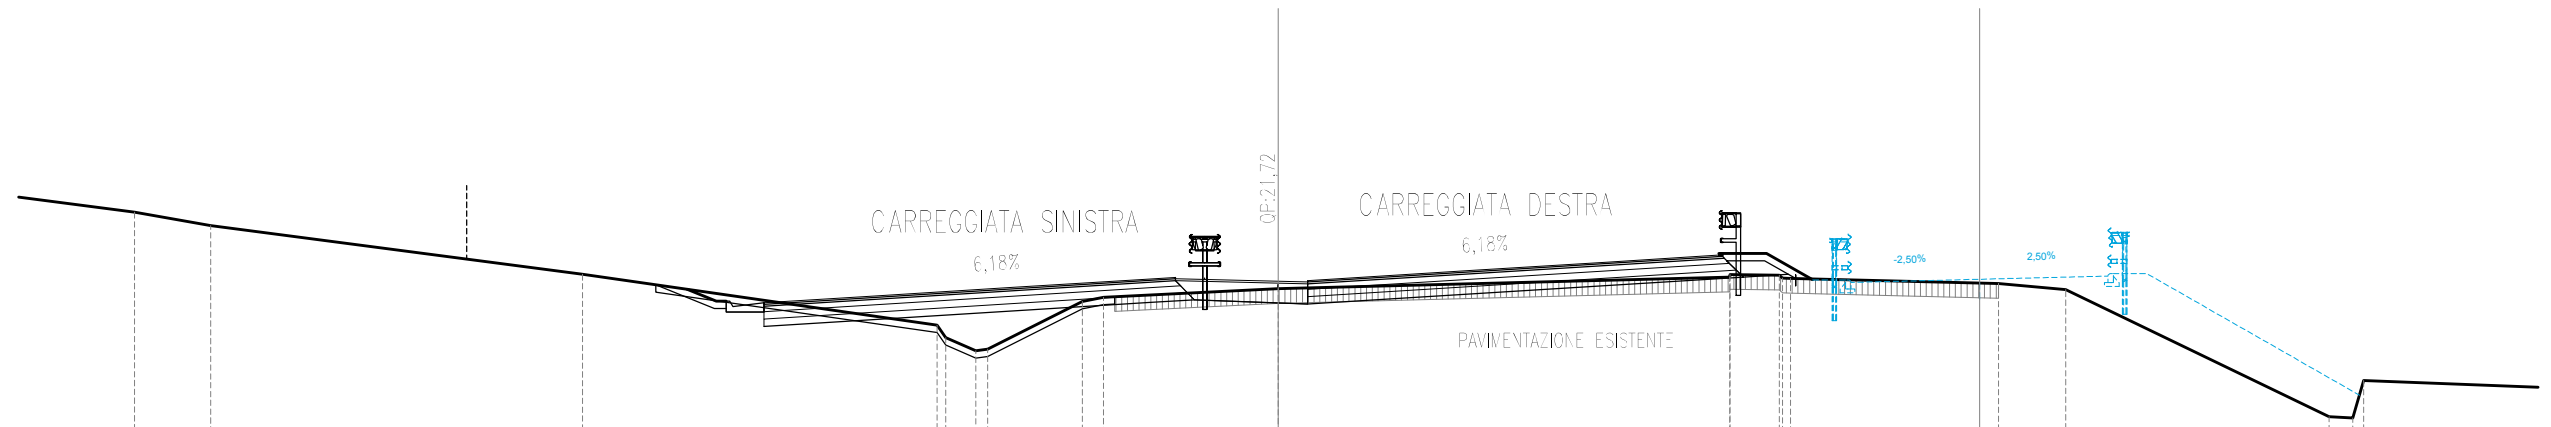 CARREGGIATA SINISTRA
6,18%
QP:21,72
CARREGGIATA DESTRA
6,18%
-2,50%
2,50%
PAVIMENTAZIONE ESISTENTE